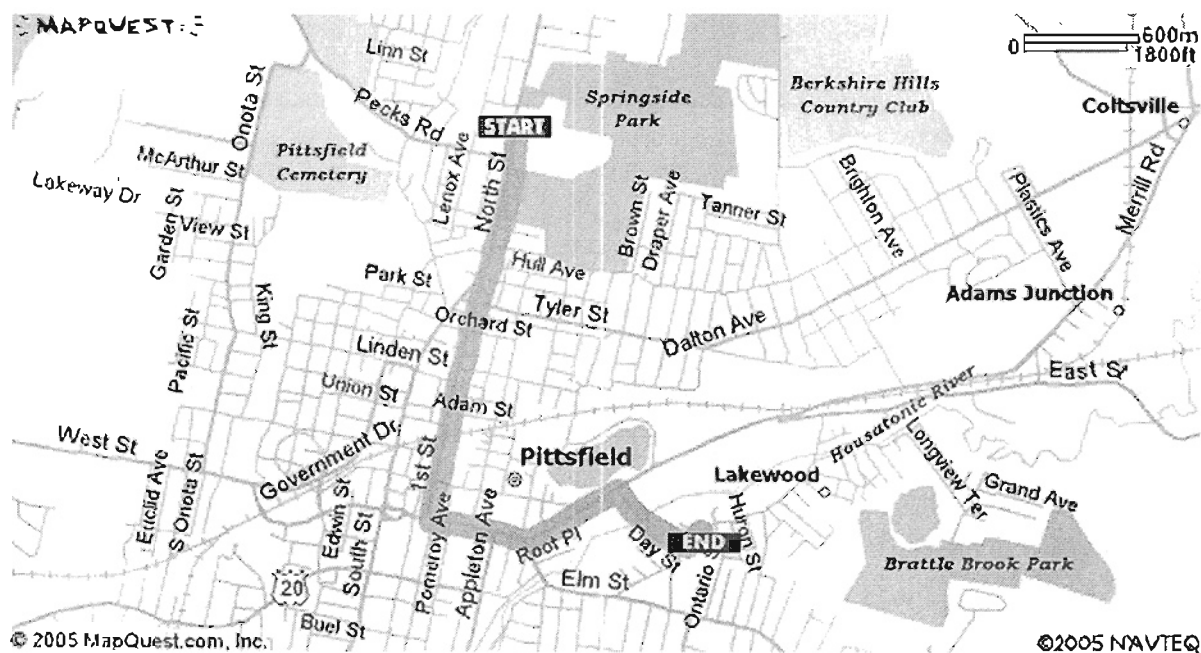 MAPQUEST
0
600m
1800ft
Linn St
Onota St
Pecks Rd
START
Springside
Park
Berkshire Hills
Country Club
Coltsville
McArthur St
Pittsfield
Cemetery
Lenox Ave
North St
Lakeway Dr
Garden St
View St
Brown St
Draper Ave
Tanner St
Brighton Ave
Plastics Ave
Merrill Rd
Hull Ave
Park St
King St
Tyler St
Adams Junction
Orchard St
Pacific St
Linden St
Dalton Ave
Union St
Adam St
East St
Housatonic River
West St
Government Dr
1st St
Pittsfield
Lakewood
Longview Ter
Grand Ave
Euclid Ave
S Onota St
Edwin St
South St
Pomeroy Ave
Appleton Ave
Root Pl
Day St
END
Huron St
Ontario S
Brattle Brook Park
20
Elm St
Buel St
© 2005 MapQuest.com, Inc.
©2005 NAVTEQ